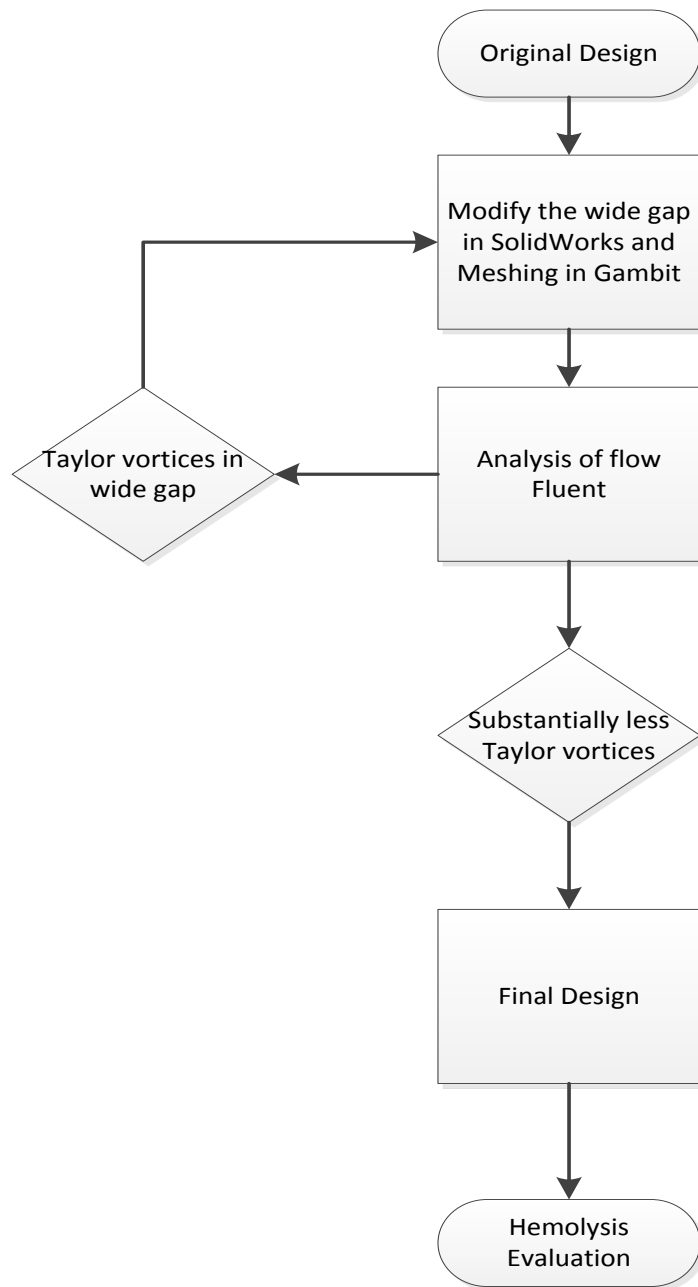 Original Design
Modify the wide gap
in SolidWorks and
Meshing in Gambit
Taylor vortices in
wide gap
Analysis of flow
Fluent
Substantially less
Taylor vortices
Final Design
Hemolysis
Evaluation